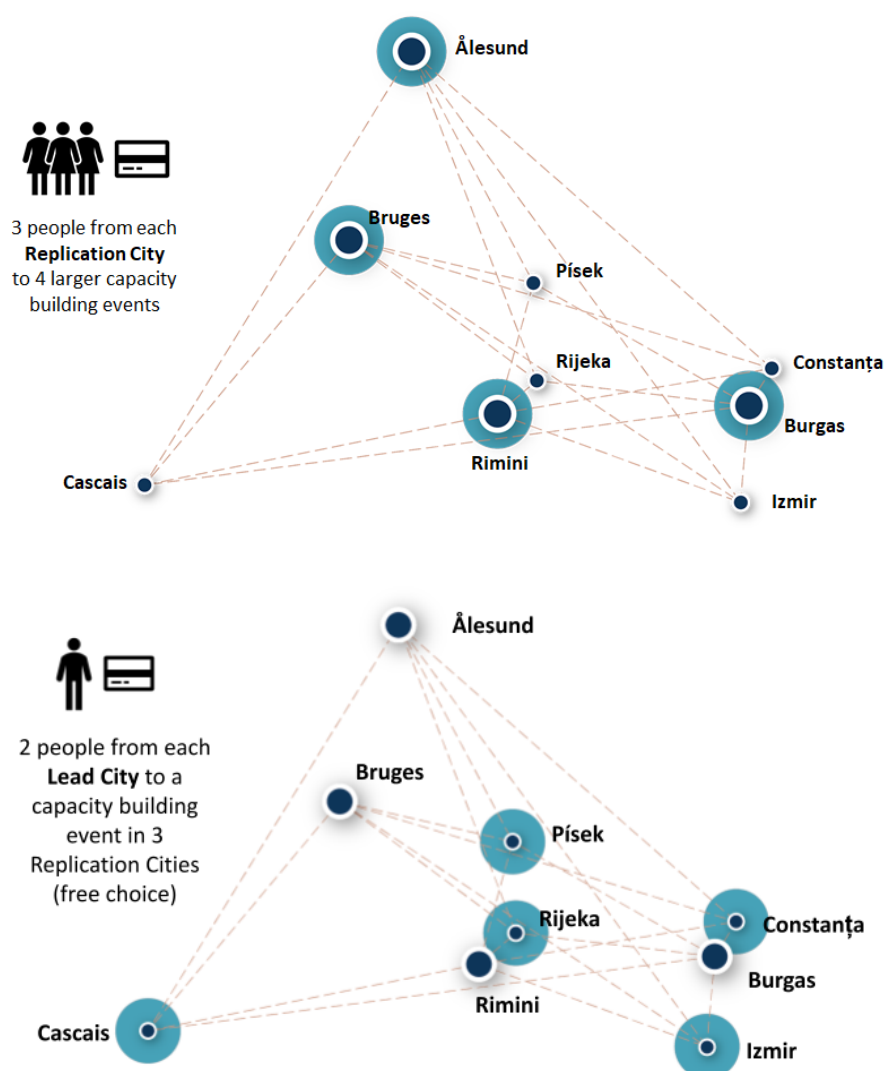 Ålesund
Bruges
3 people from each
Replication City
to 4 larger capacity
building events
Písek
Rijeka
Constanța
Burgas
Rimini
Cascais
Izmir
Ålesund
2 people from each
Lead City to a
capacity building
event in 3
Replication Cities
(free choice)
Bruges
Písek
Rijeka
Constanța
Burgas
Rimini
Cascais
Izmir